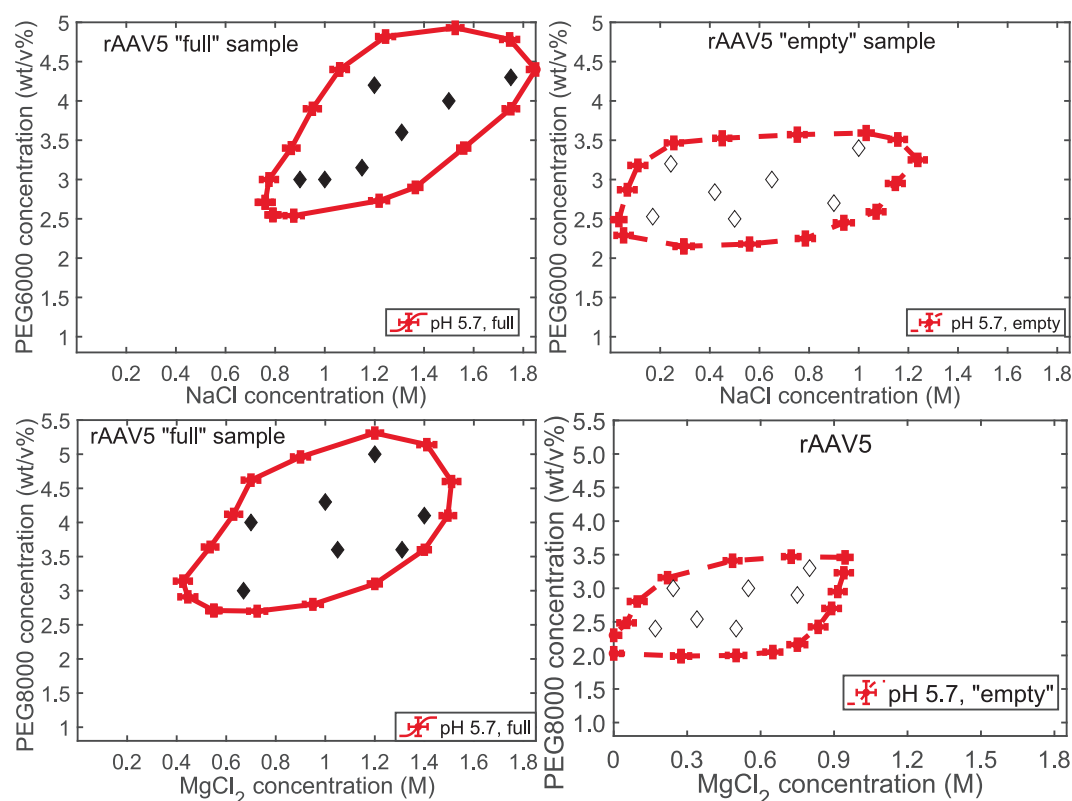 rAAV5 "full" sample
PEG6000 concentration (wt/v%)
5
4.5
4
3.5
3
2.5
2
1.5
1
pH 5.7, full
0.2 0.4 0.6 0.8 1 1.2 1.4 1.6 1.8
NaCl concentration (M)
rAAV5 "empty" sample
PEG6000 concentration (wt/v%)
5
4.5
4
3.5
3
2.5
2
1.5
1
pH 5.7, empty
0.2 0.4 0.6 0.8 1 1.2 1.4 1.6 1.8
NaCl concentration (M)
rAAV5 "full" sample
PEG8000 concentration (wt/v%)
5.5
5
4.5
4
3.5
3
2.5
2
1.5
1
pH 5.7, full
0.2 0.4 0.6 0.8 1 1.2 1.4 1.6 1.8
MgCl2 concentration (M)
rAAV5
PEG8000 concentration (wt/v%)
5.5
5.0
4.5
4.0
3.5
3.0
2.5
2.0
1.5
1.0
pH 5.7, "empty"
0 0.3 0.6 0.9 1.2 1.5 1.8
MgCl2 concentration (M)